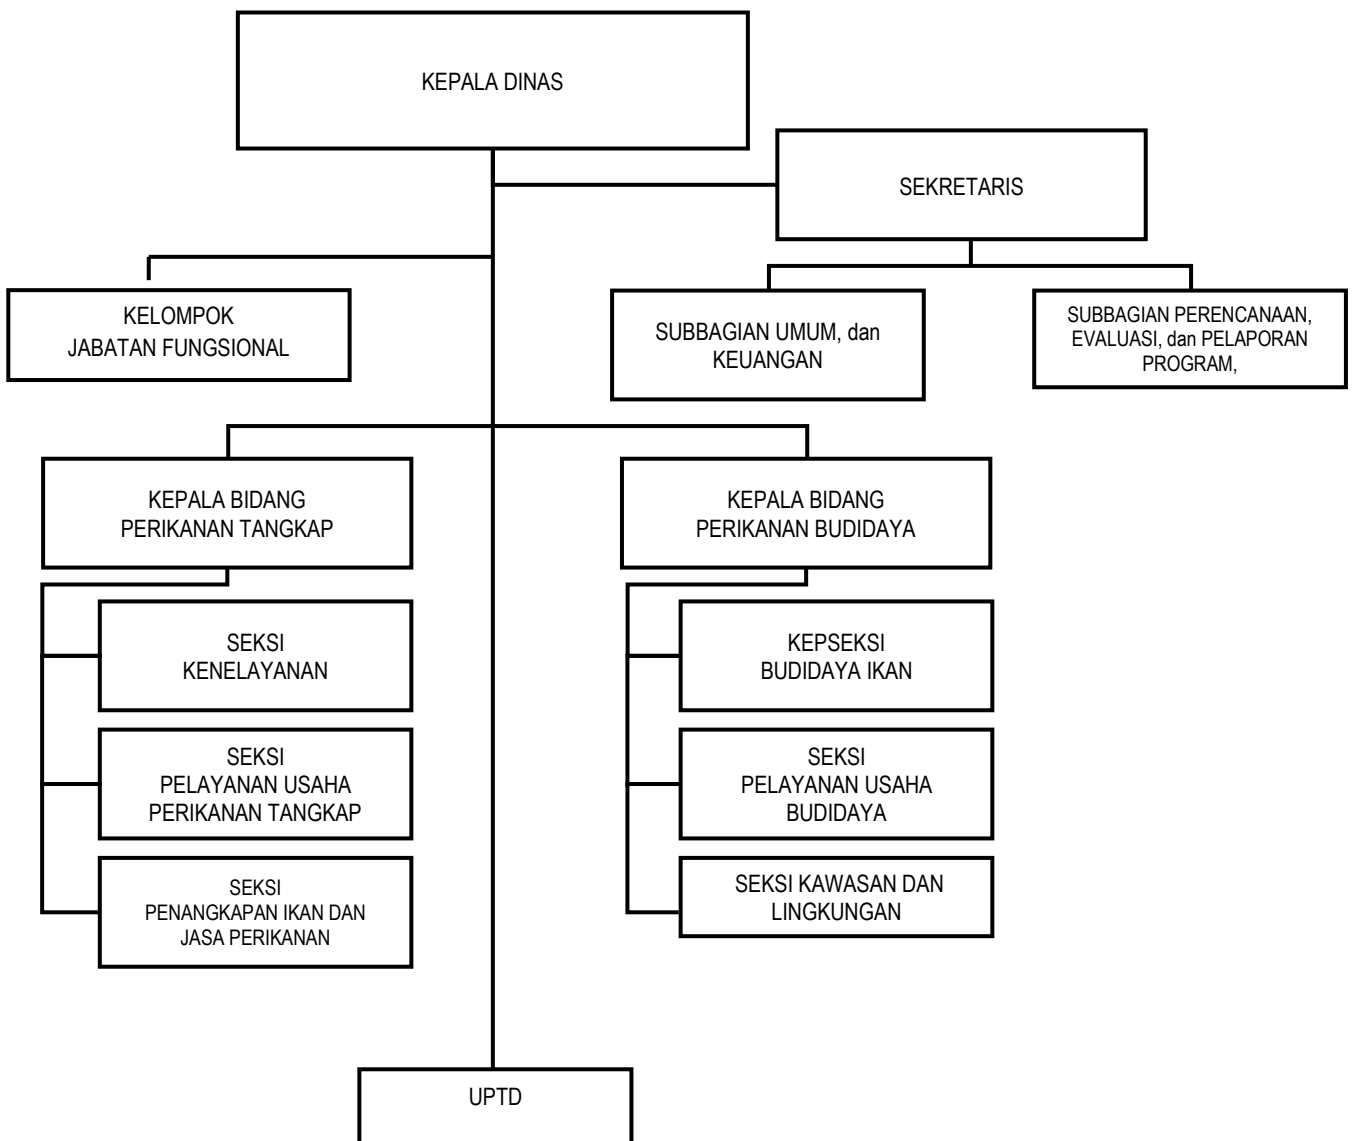 KEPALA DINAS
SEKRETARIS
KELOMPOK
JABATAN FUNGSIONAL
SUBBAGIAN UMUM, dan
KEUANGAN
SUBBAGIAN PERENCANAAN,
EVALUASI, dan PELAPORAN
PROGRAM,
KEPALA BIDANG
PERIKANAN TANGKAP
KEPALA BIDANG
PERIKANAN BUDIDAYA
SEKSI
KENELAYANAN
SEKSI
PELAYANAN USAHA
PERIKANAN TANGKAP
SEKSI
PENANGKAPAN IKAN DAN
JASA PERIKANAN
KEPSEKSI
BUDIDAYA IKAN
SEKSI
PELAYANAN USAHA
BUDIDAYA
SEKSI KAWASAN DAN
LINGKUNGAN
UPTD